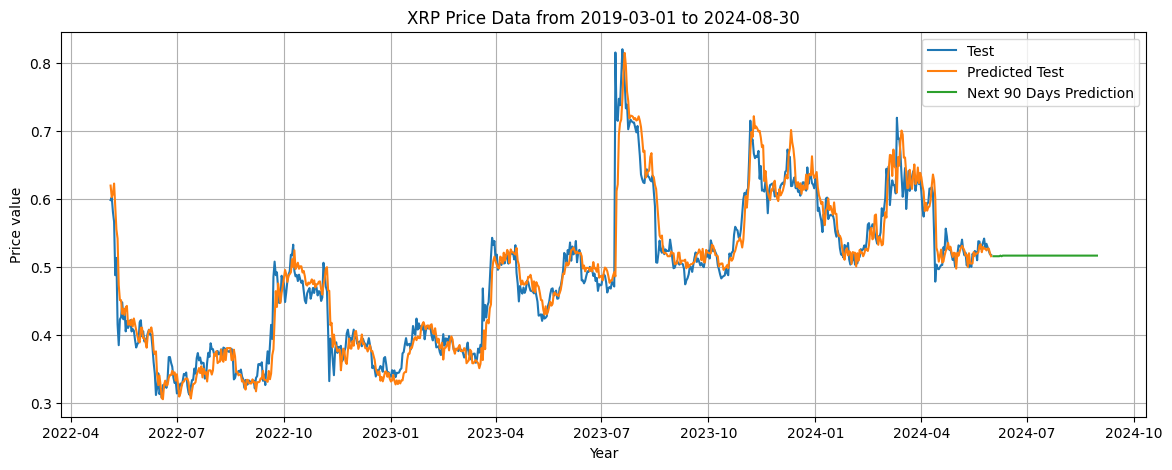 XRP Price Data from 2019-03-01 to 2024-08-30
Test
Predicted Test
Next 90 Days Prediction
Price value
0.8
0.7
0.6
0.5
0.4
0.3
2022-04
2022-07
2022-10
2023-01
2023-04
2023-07
2023-10
2024-01
2024-04
2024-07
2024-10
Year